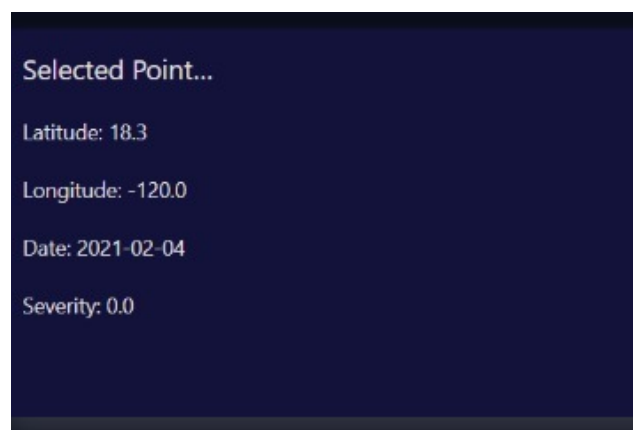 Selected Point...
Latitude: 18.3
Longitude: -120.0
Date: 2021-02-04
Severity: 0.0